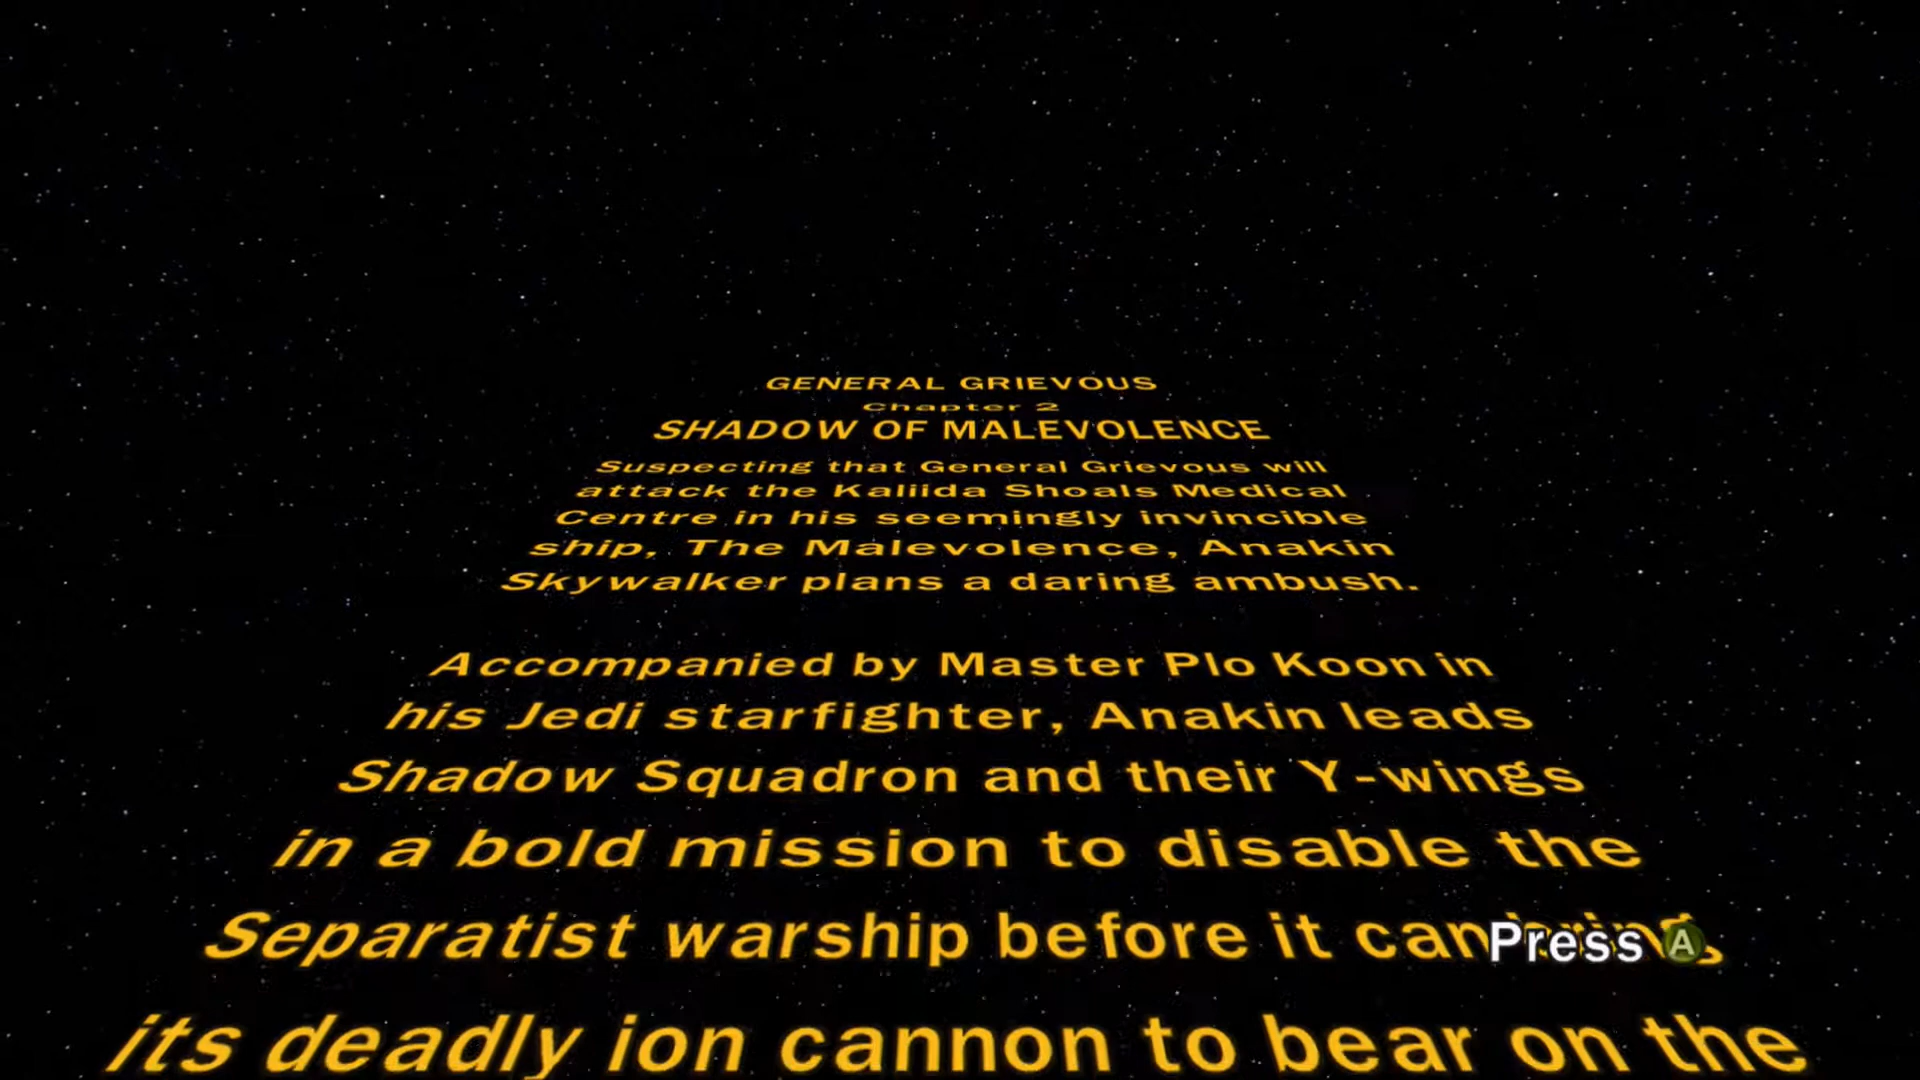 GENERAL GRIEVOUS
Chapter 2
SHADOW OF MALEVOLENCE
Suspecting that General Grievous will
attack the Kaliida Shoals Medical
Centre in his seemingly invincible
ship, The Malevolence, Anakin
Skywalker plans a daring ambush.
Accompanied by Master Plo Koon in
his Jedi starfighter, Anakin leads
Shadow Squadron and their Y-wings
in a bold mission to disable the
Separatist warship before it can
Press A
its deadly ion cannon to bear on the